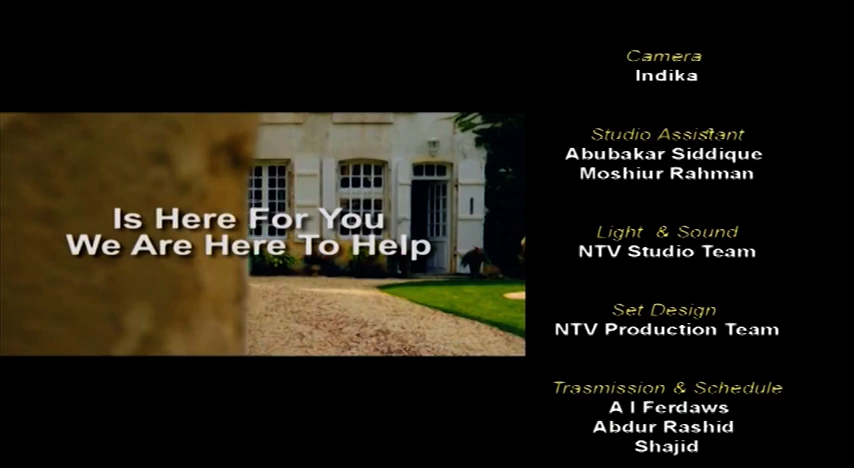 Is Here For You
We Are Here To Help
Camera
Indika
Studio Assistant
Abubakar Siddique
Moshiur Rahman
Light & Sound
NTV Studio Team
Set Design
NTV Production Team
Trasmission & Schedule
A I Ferdaws
Abdur Rashid
Shajid